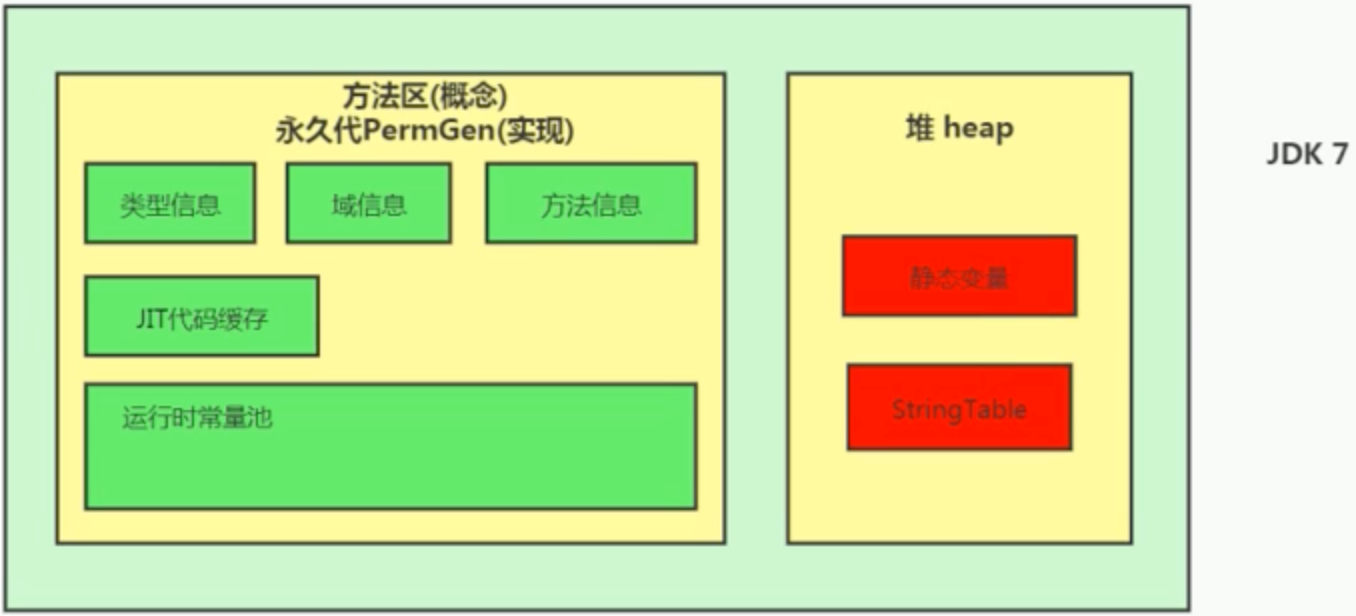 方法区(概念)
永久代PermGen(实现)
类型信息
域信息
方法信息
JIT代码缓存
运行时常量池
堆 heap
静态变量
StringTable
JDK 7